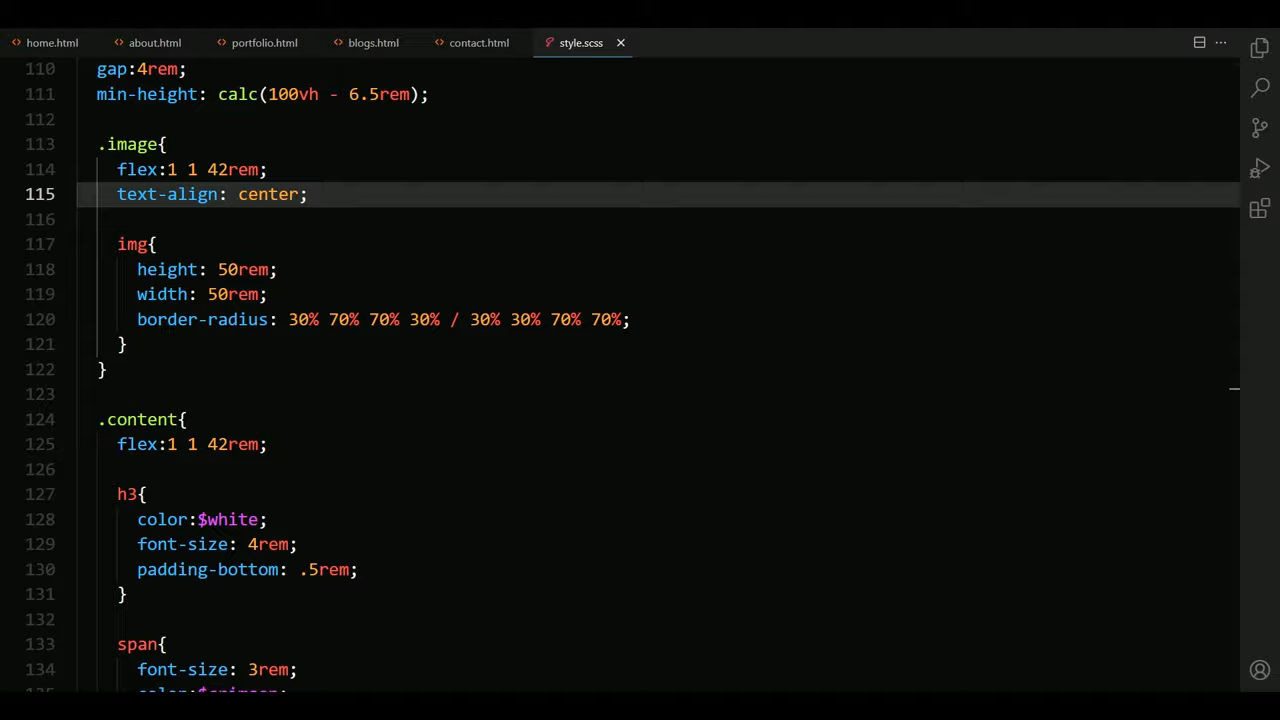 home.html about.html portfolio.html blogs.html contact.html style.scss
110 gap:4rem;
111 min-height: calc(100vh - 6.5rem);
112
113 .image{
114 flex:1 1 42rem;
115 text-align: center;
116
117 img{
118 height: 50rem;
119 width: 50rem;
120 border-radius: 30% 70% 70% 30% / 30% 30% 70% 70%;
121 }
122 }
123
124 .content{
125 flex:1 1 42rem;
126
127 h3{
128 color:$white;
129 font-size: 4rem;
130 padding-bottom: .5rem;
131 }
132
133 span{
134 font-size: 3rem;